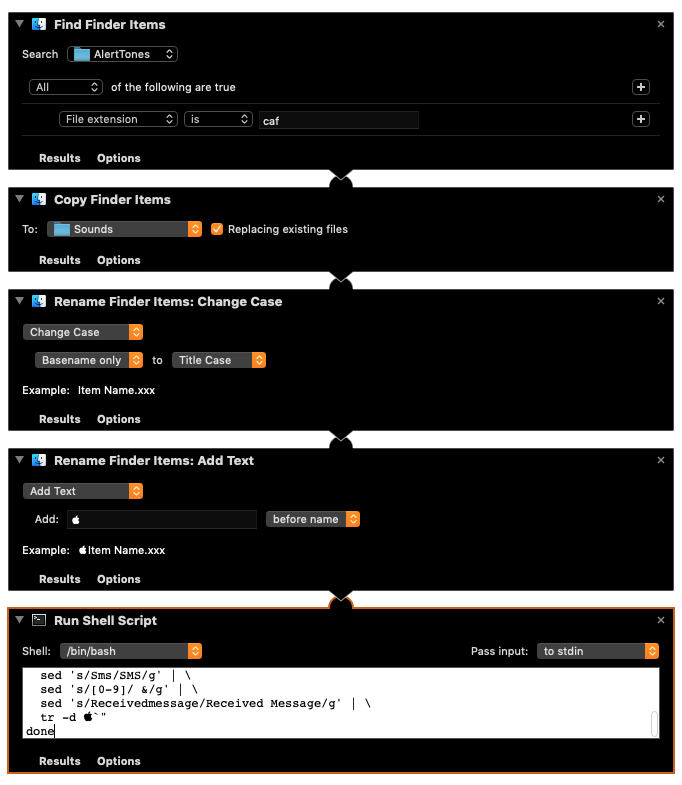 Find Finder Items
Search AlertTones
All of the following are true
File extension is caf
Results Options
Copy Finder Items
To: Sounds Replacing existing files
Results Options
Rename Finder Items: Change Case
Change Case
Basename only to Title Case
Example: Item Name.xxx
Results Options
Rename Finder Items: Add Text
Add Text
Add:  before name
Example: Item Name.xxx
Results Options
Run Shell Script
Shell: /bin/bash Pass input: to stdin
sed 's/Sms/SMS/g' | \
sed 's/[0-9]/ &/g' | \
sed 's/Receivedmessage/Received Message/g' | \
tr -d `"
done
Results Options